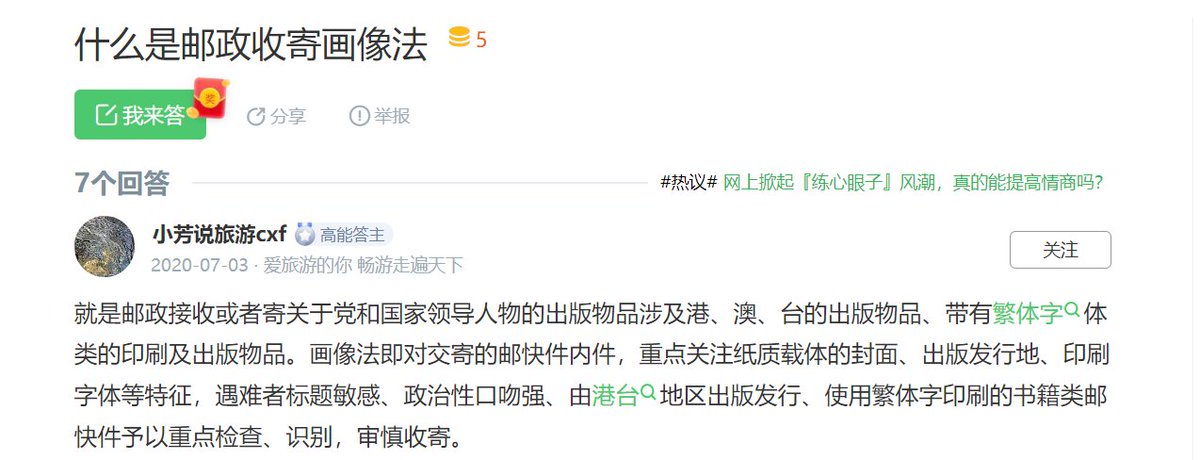 什么是邮政收寄画像法 5
我来答 奖 分享 举报
7个回答 #热议# 网上掀起『练心眼子』风潮，真的能提高情商吗?
小芳说旅游cxf 高能答主
2020-07-03 · 爱旅游的你 畅游走遍天下
关注
就是邮政接收或者寄关于党和国家领导人物的出版物品涉及港、澳、台的出版物品、带有繁体字体
类的印刷及出版物品。画像法即对交寄的邮快件内件，重点关注纸质载体的封面、出版发行地、印刷
字体等特征，遇难者标题敏感、政治性口吻强、由港台地区出版发行、使用繁体字印刷的书籍类邮
快件予以重点检查、识别，审慎收寄。